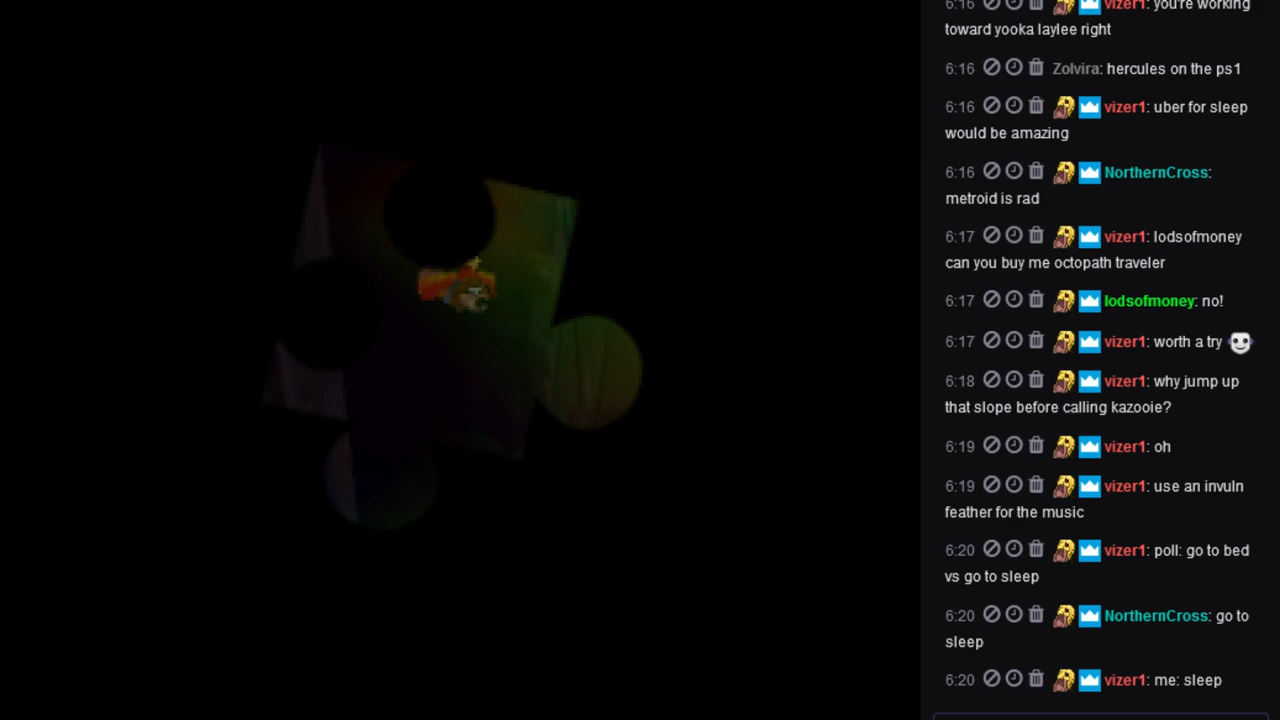 6:16 vizer1: you're working
toward yooka laylee right
6:16 Zolvira: hercules on the ps1
6:16 vizer1: uber for sleep
would be amazing
6:16 NorthernCross:
metroid is rad
6:17 vizer1: lodsofmoney
can you buy me octopath traveler
6:17 lodsofmoney: no!
6:17 vizer1: worth a try
6:18 vizer1: why jump up
that slope before calling kazooie?
6:19 vizer1: oh
6:19 vizer1: use an invuln
feather for the music
6:20 vizer1: poll: go to bed
vs go to sleep
6:20 NorthernCross: go to
sleep
6:20 vizer1: me: sleep